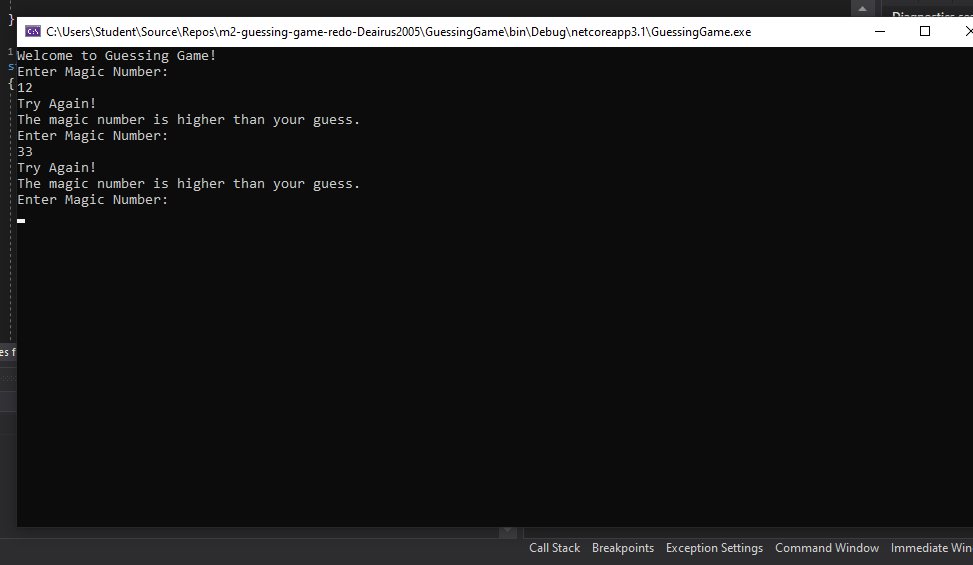 C:\Users\Student\Source\Repos\m2-guessing-game-redo-Deairus2005\GuessingGame\bin\Debug\netcoreapp3.1\GuessingGame.exe
}
1
{
Welcome to Guessing Game!
Enter Magic Number:
12
Try Again!
The magic number is higher than your guess.
Enter Magic Number:
33
Try Again!
The magic number is higher than your guess.
Enter Magic Number:
es f
Call Stack Breakpoints Exception Settings Command Window Immediate Win